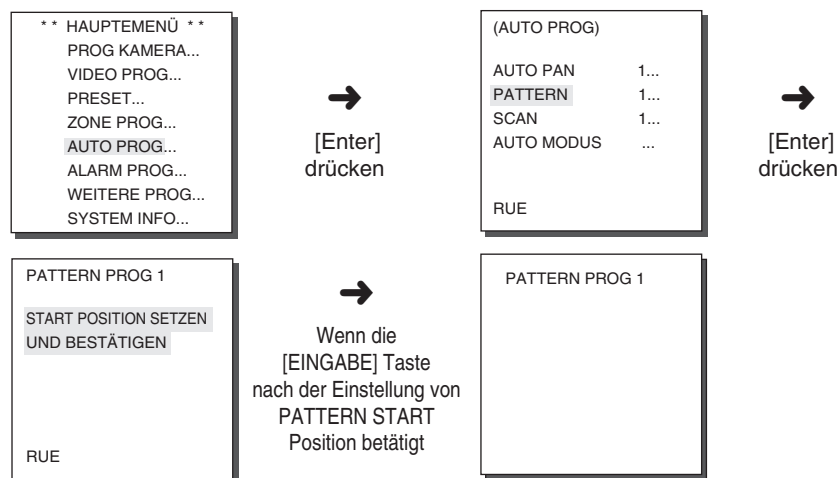 * * HAUPTEMENÜ * *
PROG KAMERA...
VIDEO PROG...
PRESET...
ZONE PROG...
AUTO PROG...
ALARM PROG...
WEITERE PROG...
SYSTEM INFO...
[Enter]
drücken
(AUTO PROG)
AUTO PAN 1...
PATTERN 1...
SCAN 1...
AUTO MODUS ...
RUE
[Enter]
drücken
PATTERN PROG 1
START POSITION SETZEN
UND BESTÄTIGEN
RUE
Wenn die
[EINGABE] Taste
nach der Einstellung von
PATTERN START
Position betätigt
PATTERN PROG 1